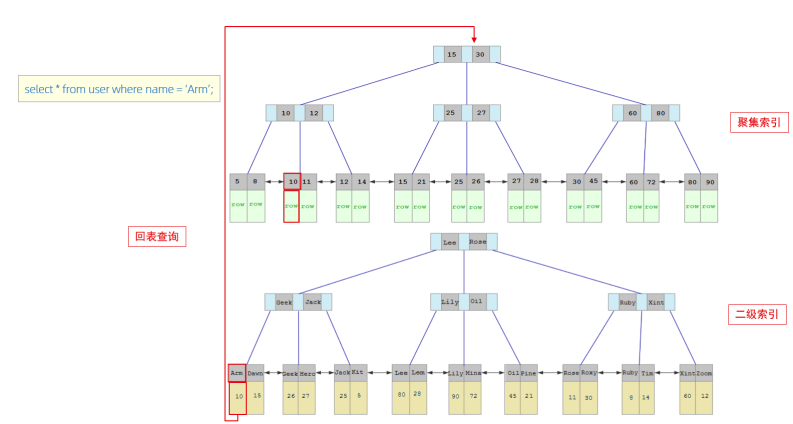 15 30
select * from user where name = 'Arm';
10 12
25 27
60 80
聚集索引
5 8 10 11 12 14 15 21 25 26 27 28 30 45 60 72 80 90
row row row row row row row row row row row row row row row row row row
回表查询
Lee Rose
Geek Jack
Lily Oil
Ruby Xint
二级索引
Arm Dawn Geek Hero Jack Kit Lee Lem Lily Mina Oil Pine Rose Roxy Ruby Tim Xint Zoom
10 15 26 27 25 5 80 28 90 72 45 21 11 30 8 14 60 12